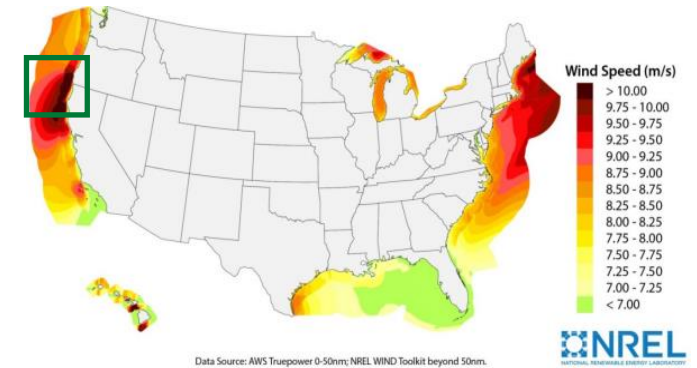 Wind Speed (m/s)
> 10.00
9.75 - 10.00
9.50 - 9.75
9.25 - 9.50
9.00 - 9.25
8.75 - 9.00
8.50 - 8.75
8.25 - 8.50
8.00 - 8.25
7.75 - 8.00
7.50 - 7.75
7.25 - 7.50
7.00 - 7.25
< 7.00
NREL
NATIONAL RENEWABLE ENERGY LABORATORY
Data Source: AWS Truepower 0-50nm; NREL WIND Toolkit beyond 50nm.